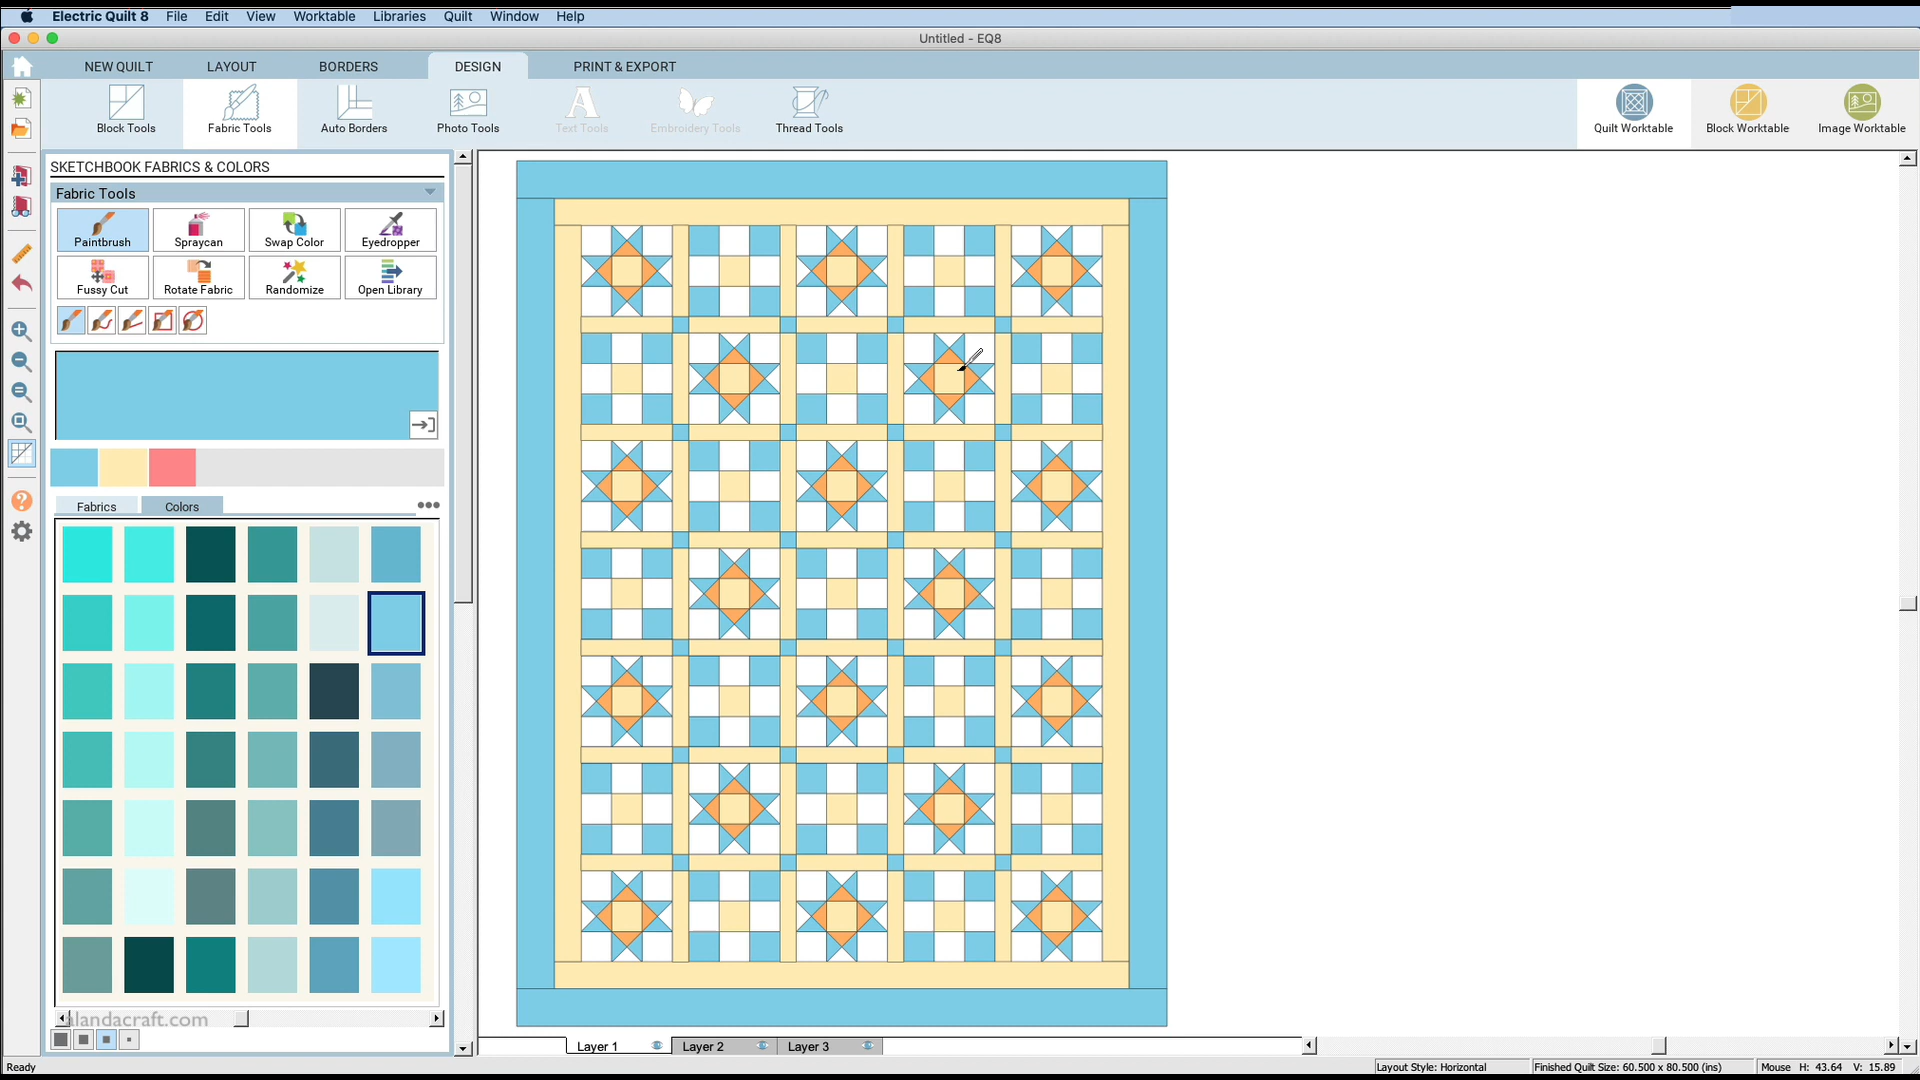 Electric Quilt 8 File Edit View Worktable Libraries Quilt Window Help
Untitled - EQ8
NEW QUILT LAYOUT BORDERS DESIGN PRINT & EXPORT
Block Tools Fabric Tools Auto Borders Photo Tools Text Tools Embroidery Tools Thread Tools Quilt Worktable Block Worktable Image Worktable
SKETCHBOOK FABRICS & COLORS
Fabric Tools
Paintbrush Spraycan Swap Color Eyedropper
Fussy Cut Rotate Fabric Randomize Open Library
Fabrics Colors
alandacraft.com
Layer 1 Layer 2 Layer 3
Ready Layout Style: Horizontal Finished Quilt Size: 60.500 x 80.500 (ins) Mouse H: 43.64 V: 15.89